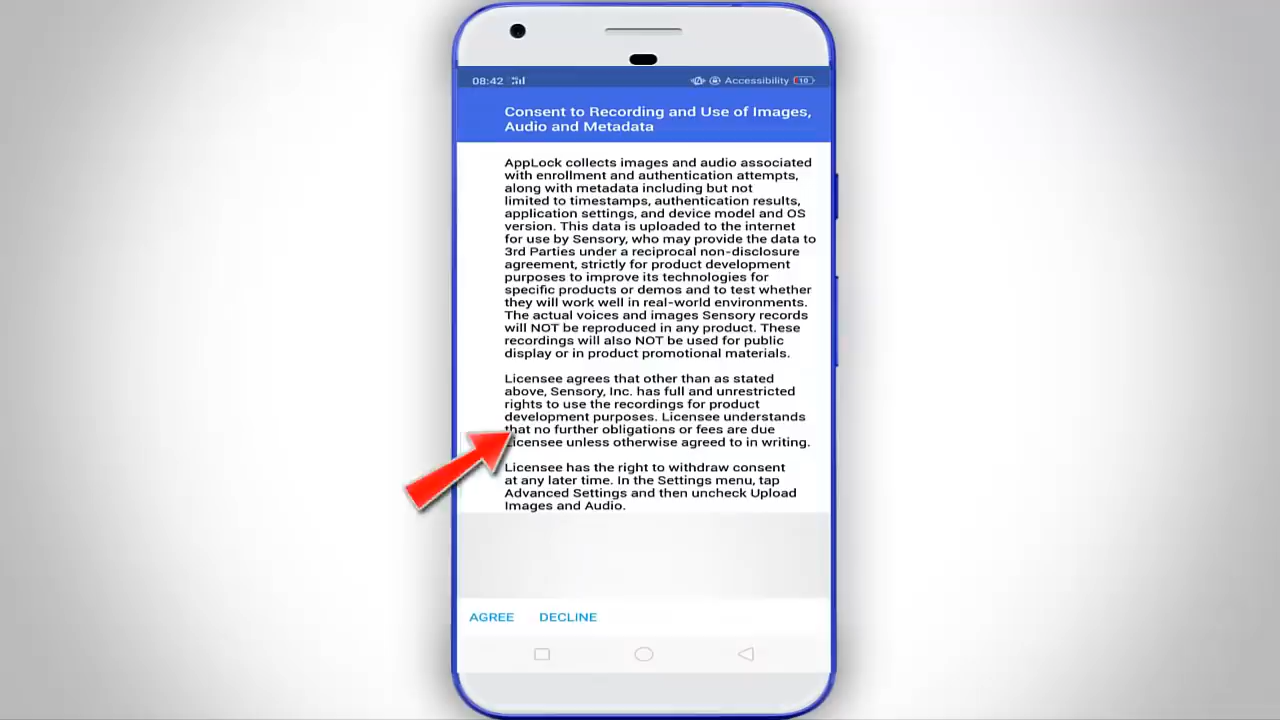 08:42
Accessibility 10
Consent to Recording and Use of Images,
Audio and Metadata
AppLock collects images and audio associated
with enrollment and authentication attempts,
along with metadata including but not
limited to timestamps, authentication results,
application settings, and device model and OS
version. This data is uploaded to the internet
for use by Sensory, who may provide the data to
3rd Parties under a reciprocal non-disclosure
agreement, strictly for product development
purposes to improve its technologies for
specific products or demos and to test whether
they will work well in real-world environments.
The actual voices and images Sensory records
will NOT be reproduced in any product. These
recordings will also NOT be used for public
display or in product promotional materials.
Licensee agrees that other than as stated
above, Sensory, Inc. has full and unrestricted
rights to use the recordings for product
development purposes. Licensee understands
that no further obligations or fees are due
Licensee unless otherwise agreed to in writing.
Licensee has the right to withdraw consent
at any later time. In the Settings menu, tap
Advanced Settings and then uncheck Upload
Images and Audio.
AGREE DECLINE